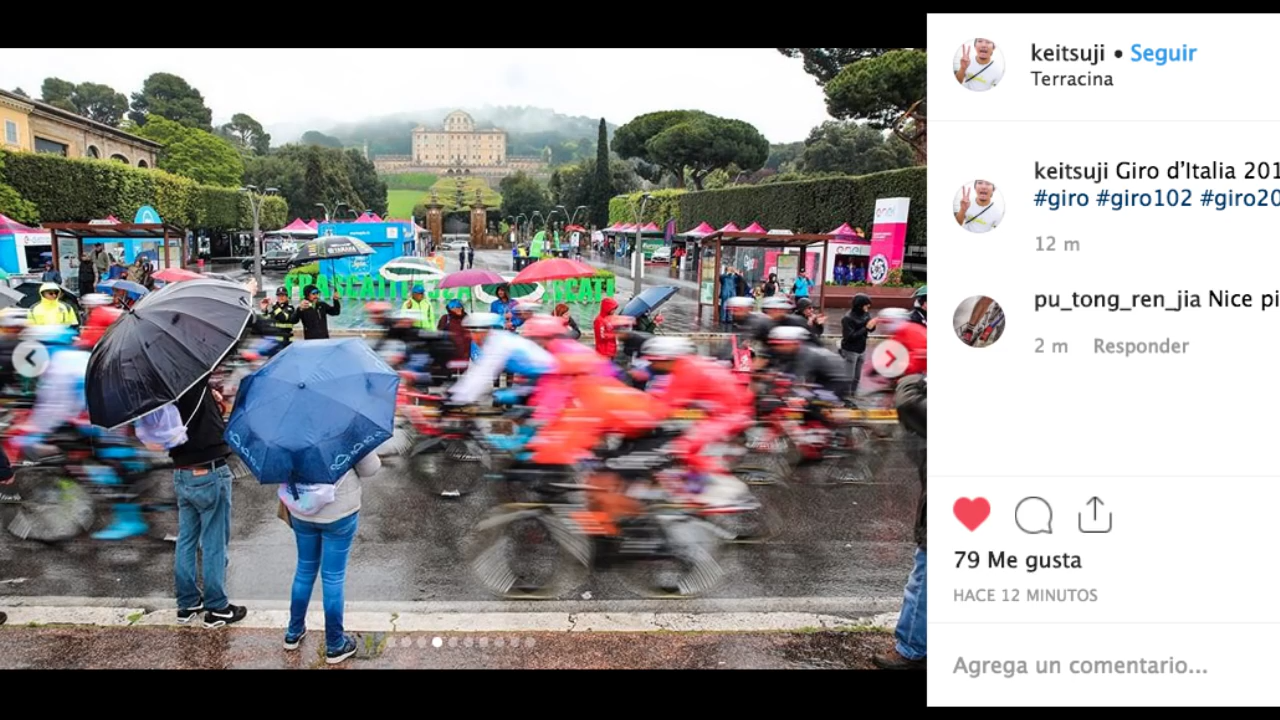 keitsuji • Seguir
Terracina
keitsuji Giro d'Italia 201
#giro #giro102 #giro20
12 m
pu_tong_ren_jia Nice pi
2 m Responder
79 Me gusta
HACE 12 MINUTOS
Agrega un comentario...
FRASCATI